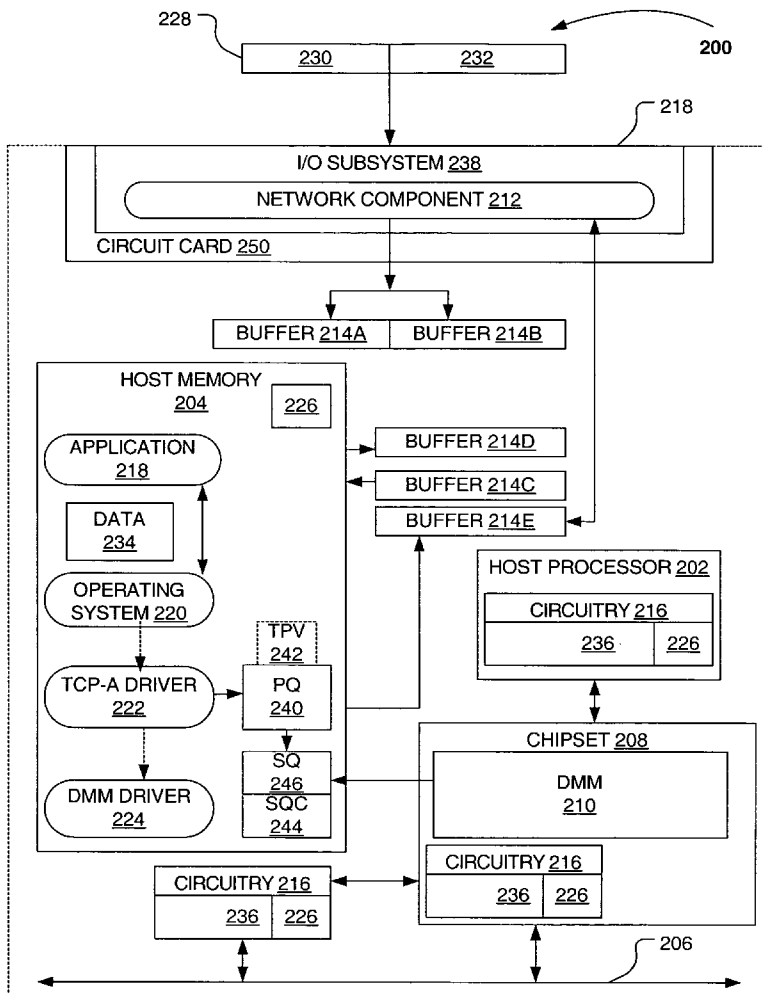 228
230 232
200
218
I/O SUBSYSTEM 238
NETWORK COMPONENT 212
CIRCUIT CARD 250
BUFFER 214A BUFFER 214B
HOST MEMORY
204
226
APPLICATION
218
BUFFER 214D
BUFFER 214C
BUFFER 214E
DATA
234
OPERATING
SYSTEM 220
HOST PROCESSOR 202
CIRCUITRY 216
236 226
TPV
242
TCP-A DRIVER
222
PQ
240
CHIPSET 208
SQ
246
DMM
210
DMM DRIVER
224
SQC
244
CIRCUITRY 216
236 226
CIRCUITRY 216
236 226
206